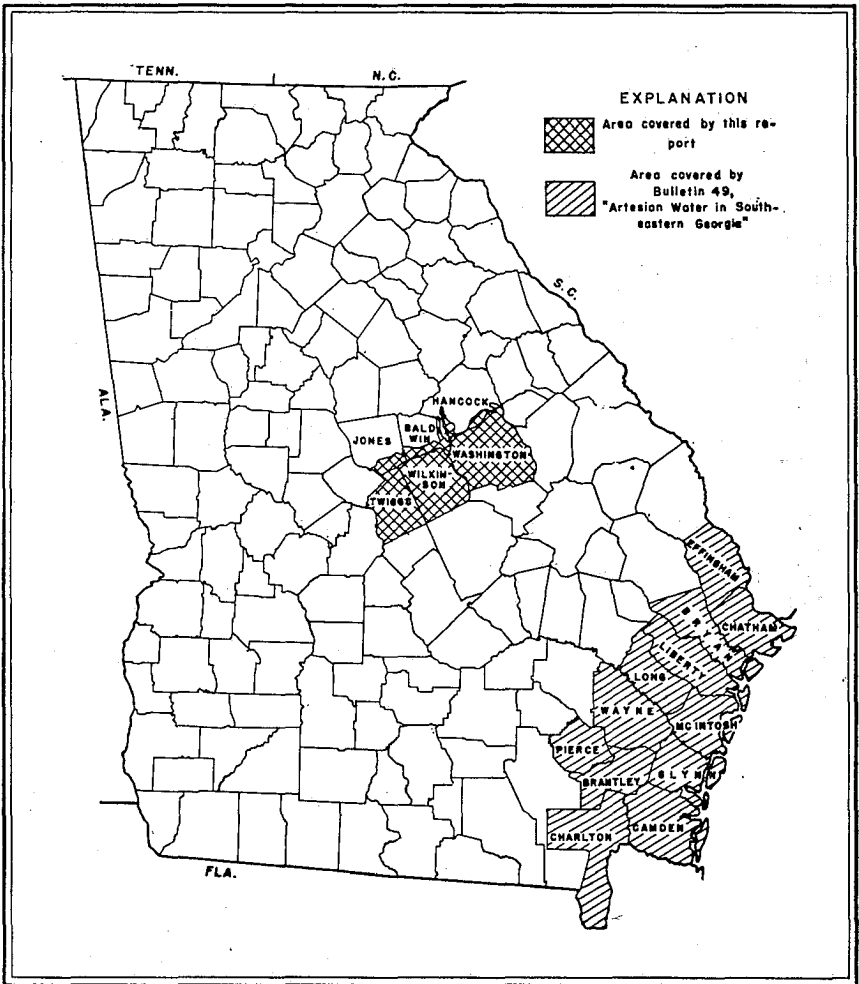 TENN.
N.C.
EXPLANATION
Area covered by this re-
port
Area covered by
Bulletin 49,
"Artesian Water in South-
eastern Georgia"
S.C.
ALA.
HANCOCK
BALD
WIN
JONES
WASHINGTON
WILKIN-
SON
TWIGGS
EFFINGHAM
CHATHAM
BRYAN
LIBERTY
LONG
WAYNE
McINTOSH
PIERCE
GLYNN
BRANTLEY
CAMDEN
CHARLTON
FLA.